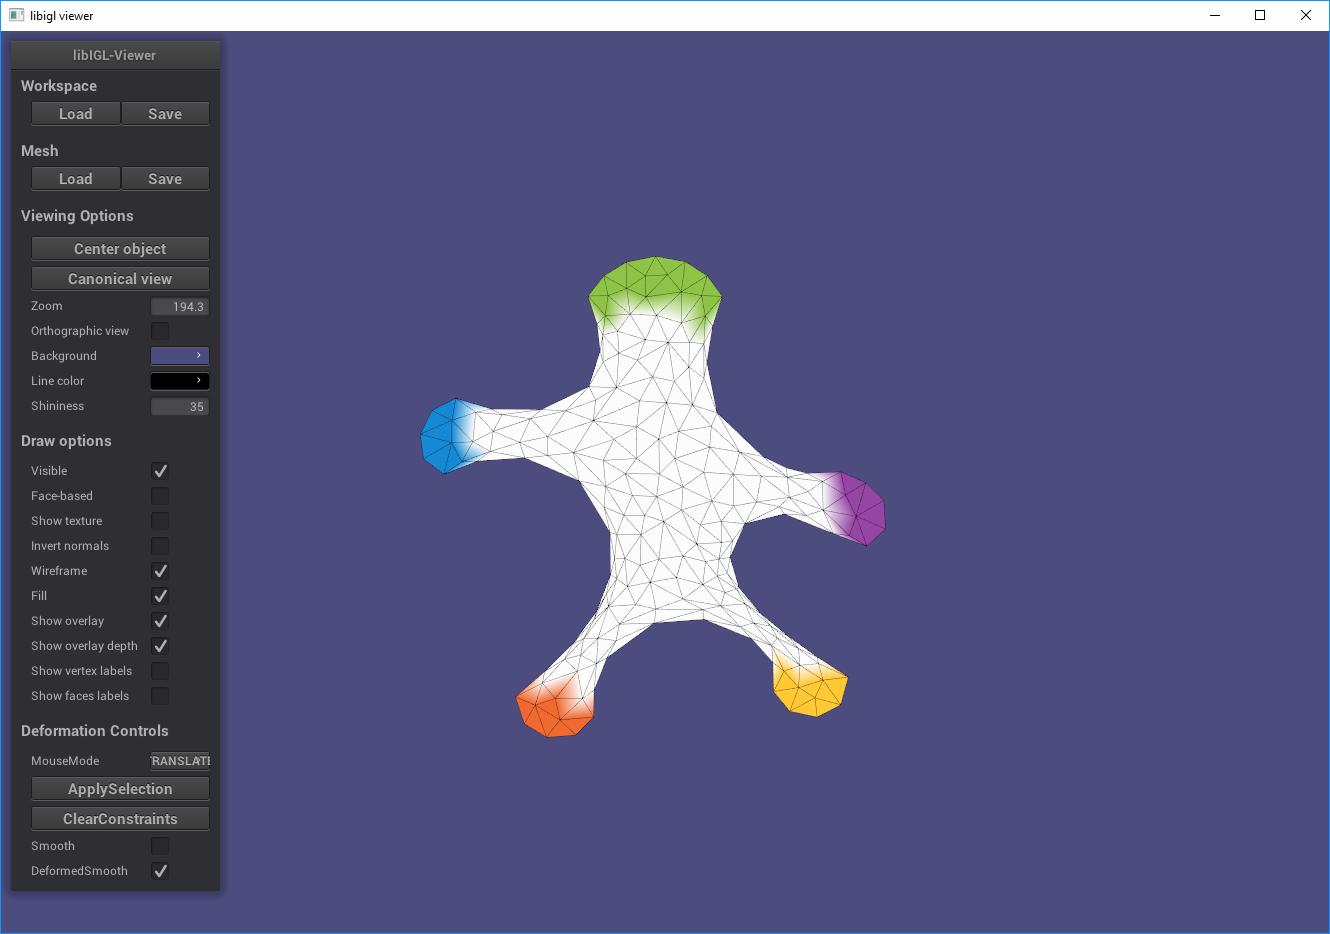 libigl viewer
libIGL-Viewer
Workspace
Load Save
Mesh
Load Save
Viewing Options
Center object
Canonical view
Zoom 194.3
Orthographic view
Background
Line color
Shininess 35
Draw options
Visible
Face-based
Show texture
Invert normals
Wireframe
Fill
Show overlay
Show overlay depth
Show vertex labels
Show faces labels
Deformation Controls
MouseMode TRANSLATE
ApplySelection
ClearConstraints
Smooth
DeformedSmooth